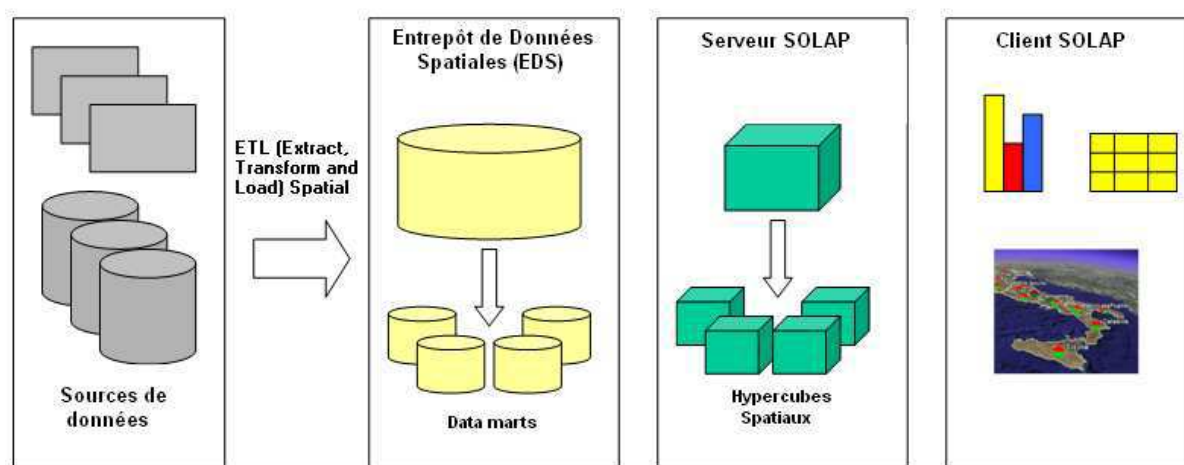 Sources de
données
ETL (Extract,
Transform and
Load) Spatial
Entrepôt de Données
Spatiales (EDS)
Data marts
Serveur SOLAP
Hypercubes
Spatiaux
Client SOLAP